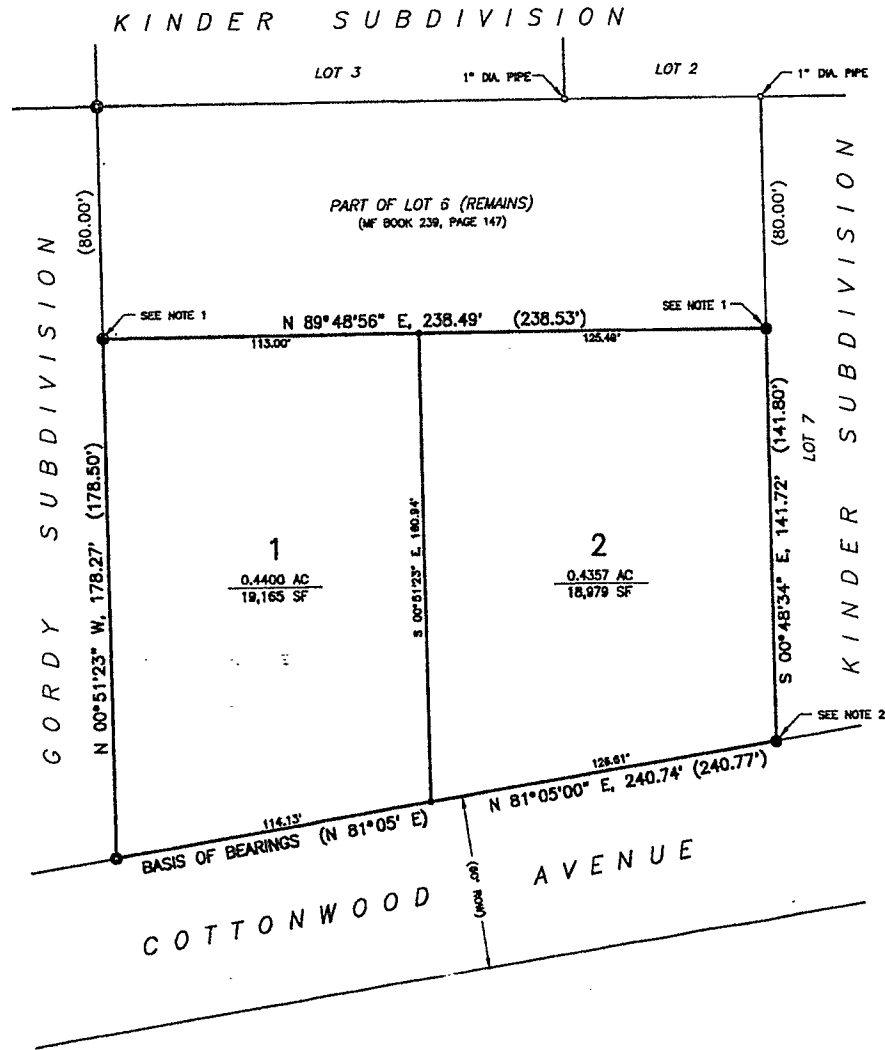 KINDER SUBDIVISION
LOT 3
1" DIA. PIPE
LOT 2
1" DIA. PIPE
(80.00')
PART OF LOT 6 (REMAINS)
(MF BOOK 239, PAGE 147)
(80.00')
KINDER SUBDIVISION
GORDY SUBDIVISION
SEE NOTE 1
N 89°48'56" E, 238.49' (238.53')
SEE NOTE 1
113.00'
125.49'
N 00°51'23" W, 178.27' (178.50')
S 00°48'34" E, 141.72' (141.80')
LOT 7
1
0.4400 AC
19,165 SF
S 00°51'23" E, 160.94'
2
0.4357 AC
18,979 SF
SEE NOTE 2
114.13'
126.61'
BASIS OF BEARINGS (N 81°05' E)
N 81°05'00" E, 240.74' (240.77')
COTTONWOOD AVENUE
ROW)